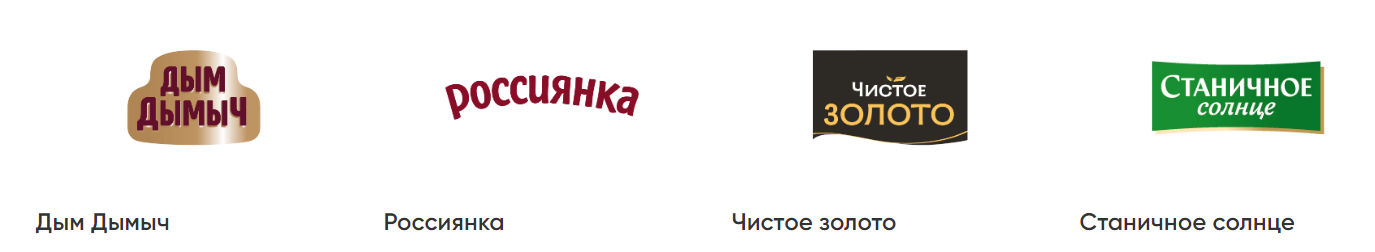 ДЫМ
ДЫМЫЧ
россиянка
Чистое
ЗОЛОТО
СТАНИЧНОЕ
солнце
Дым Дымыч
Россиянка
Чистое золото
Станичное солнце